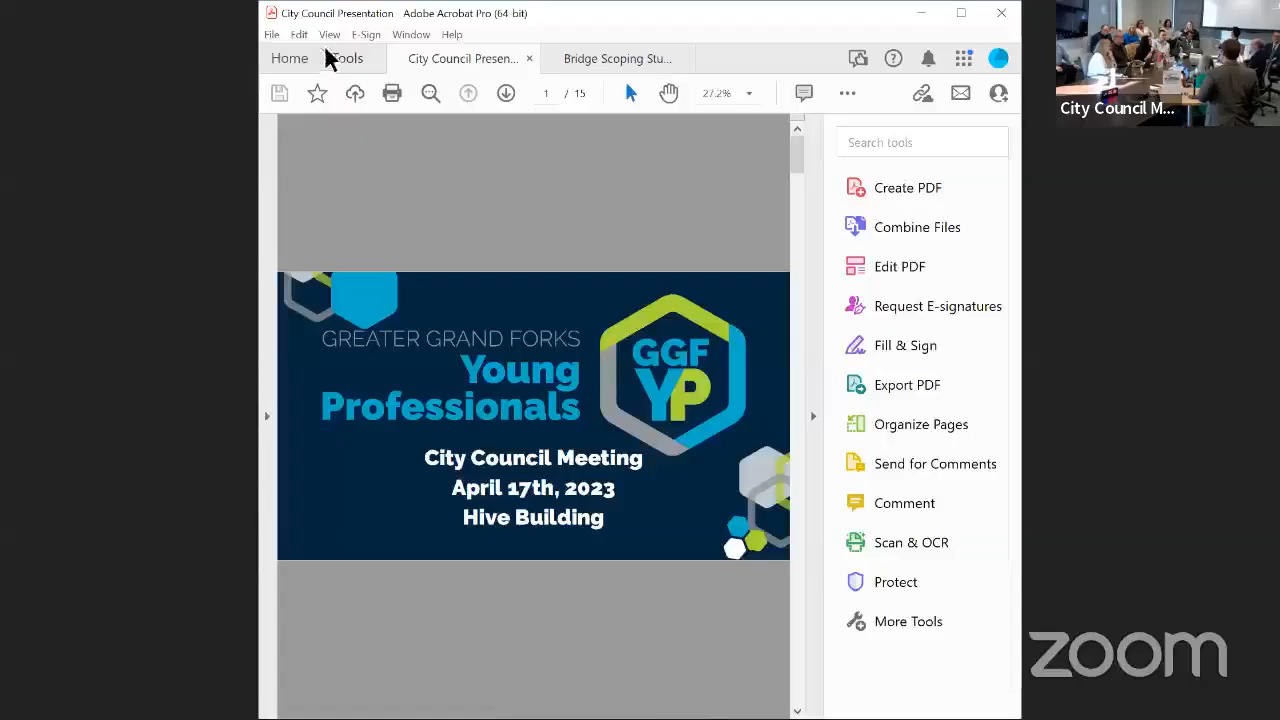 City Council Presentation    Adobe Acrobat Pro (64-bit)
File Edit View E-Sign Window Help
Home Tools City Council Presen... × Bridge Scoping Stu...
1 / 15 27.2%
Search tools
Create PDF
Combine Files
Edit PDF
Request E-signatures
Fill & Sign
Export PDF
Organize Pages
Send for Comments
Comment
Scan & OCR
Protect
More Tools
GREATER GRAND FORKS
Young
Professionals
GGF
YP
City Council Meeting
April 17th, 2023
Hive Building
City Council M...
zoom